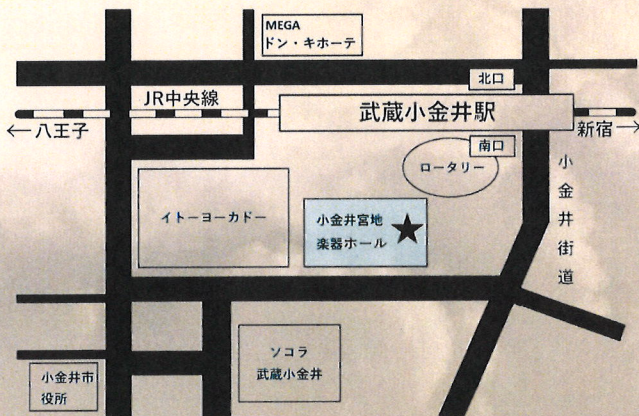 MEGA
ドン・キホーテ
北口
JR中央線
武蔵小金井駅
←八王子
新宿→
南口
ロータリー
小金井街道
イトーヨーカドー
小金井宮地
楽器ホール
ソコラ
武蔵小金井
小金井市
役所